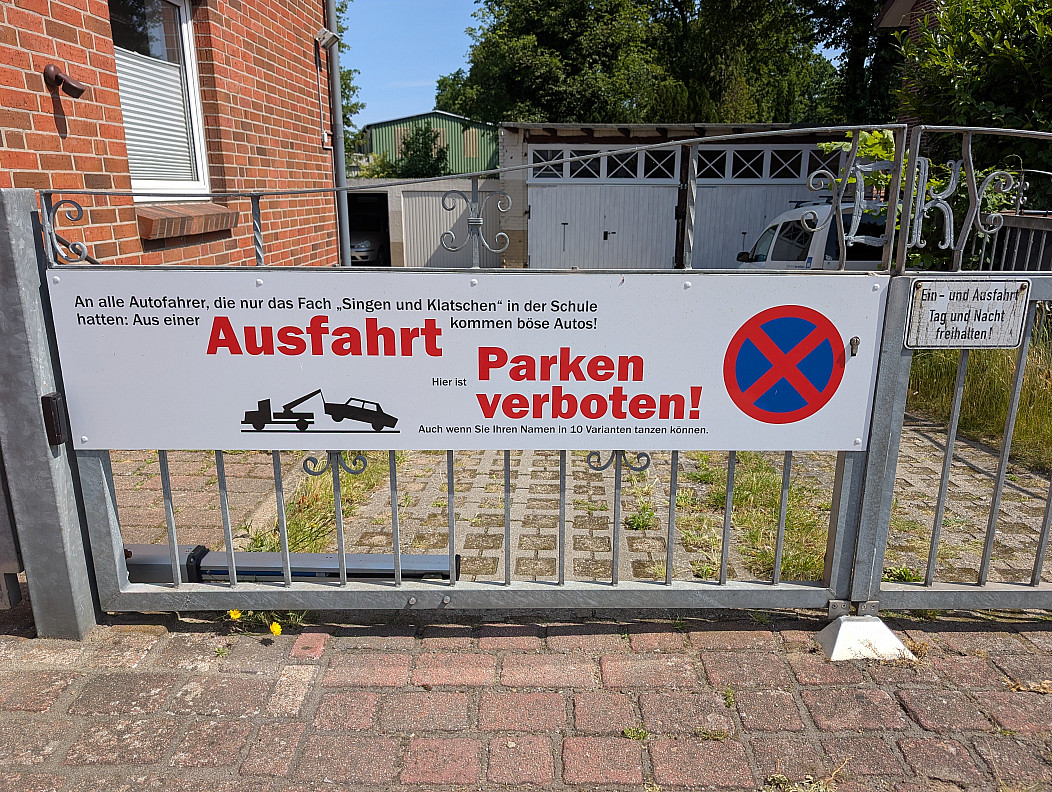 An alle Autofahrer, die nur das Fach „Singen und Klatschen“ in der Schule
hatten: Aus einer Ausfahrt kommen böse Autos!
Hier ist Parken
verboten!
Auch wenn Sie Ihren Namen in 10 Varianten tanzen können.
Ein- und Ausfahrt
Tag und Nacht
freihalten!